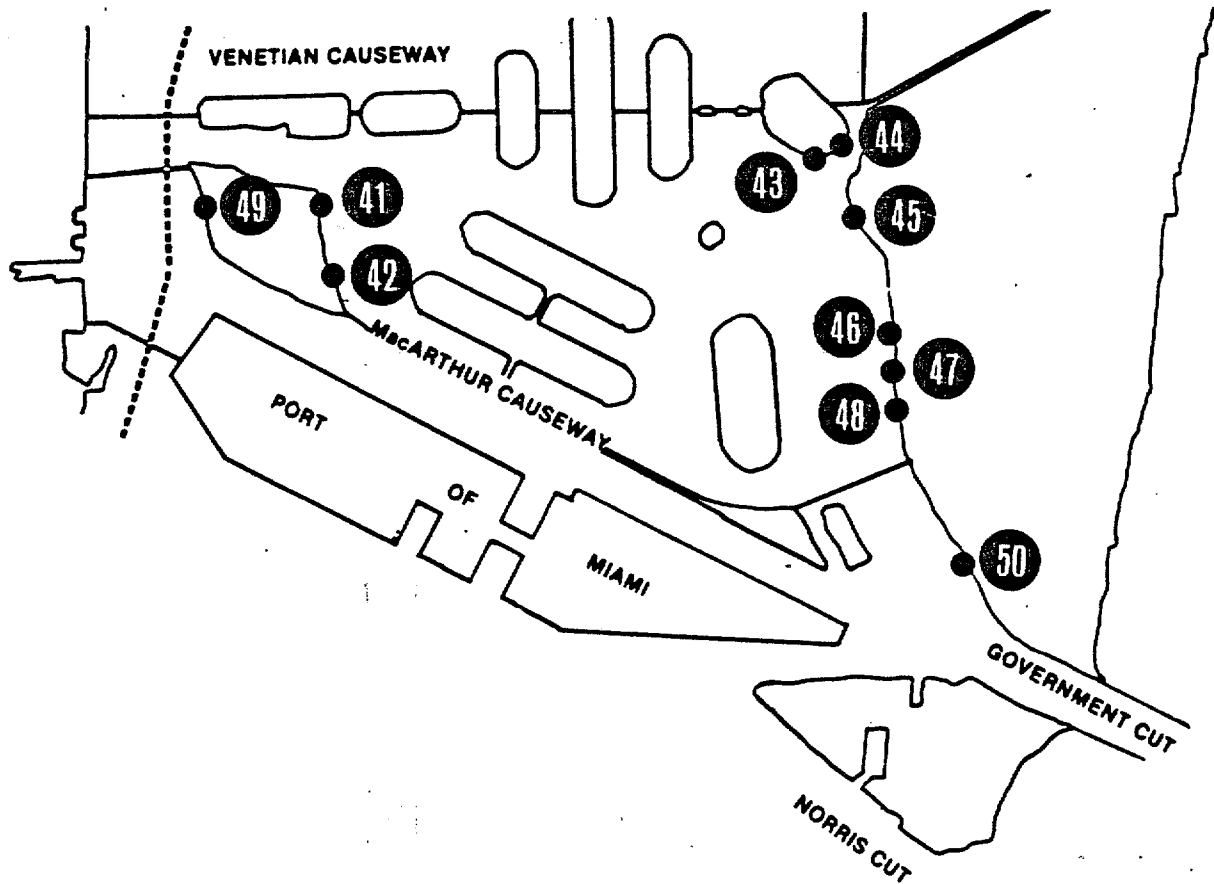 VENETIAN CAUSEWAY
44
43
49
41
45
42
46
47
48
MacARTHUR CAUSEWAY
PORT
OF
MIAMI
50
GOVERNMENT CUT
NORRIS CUT